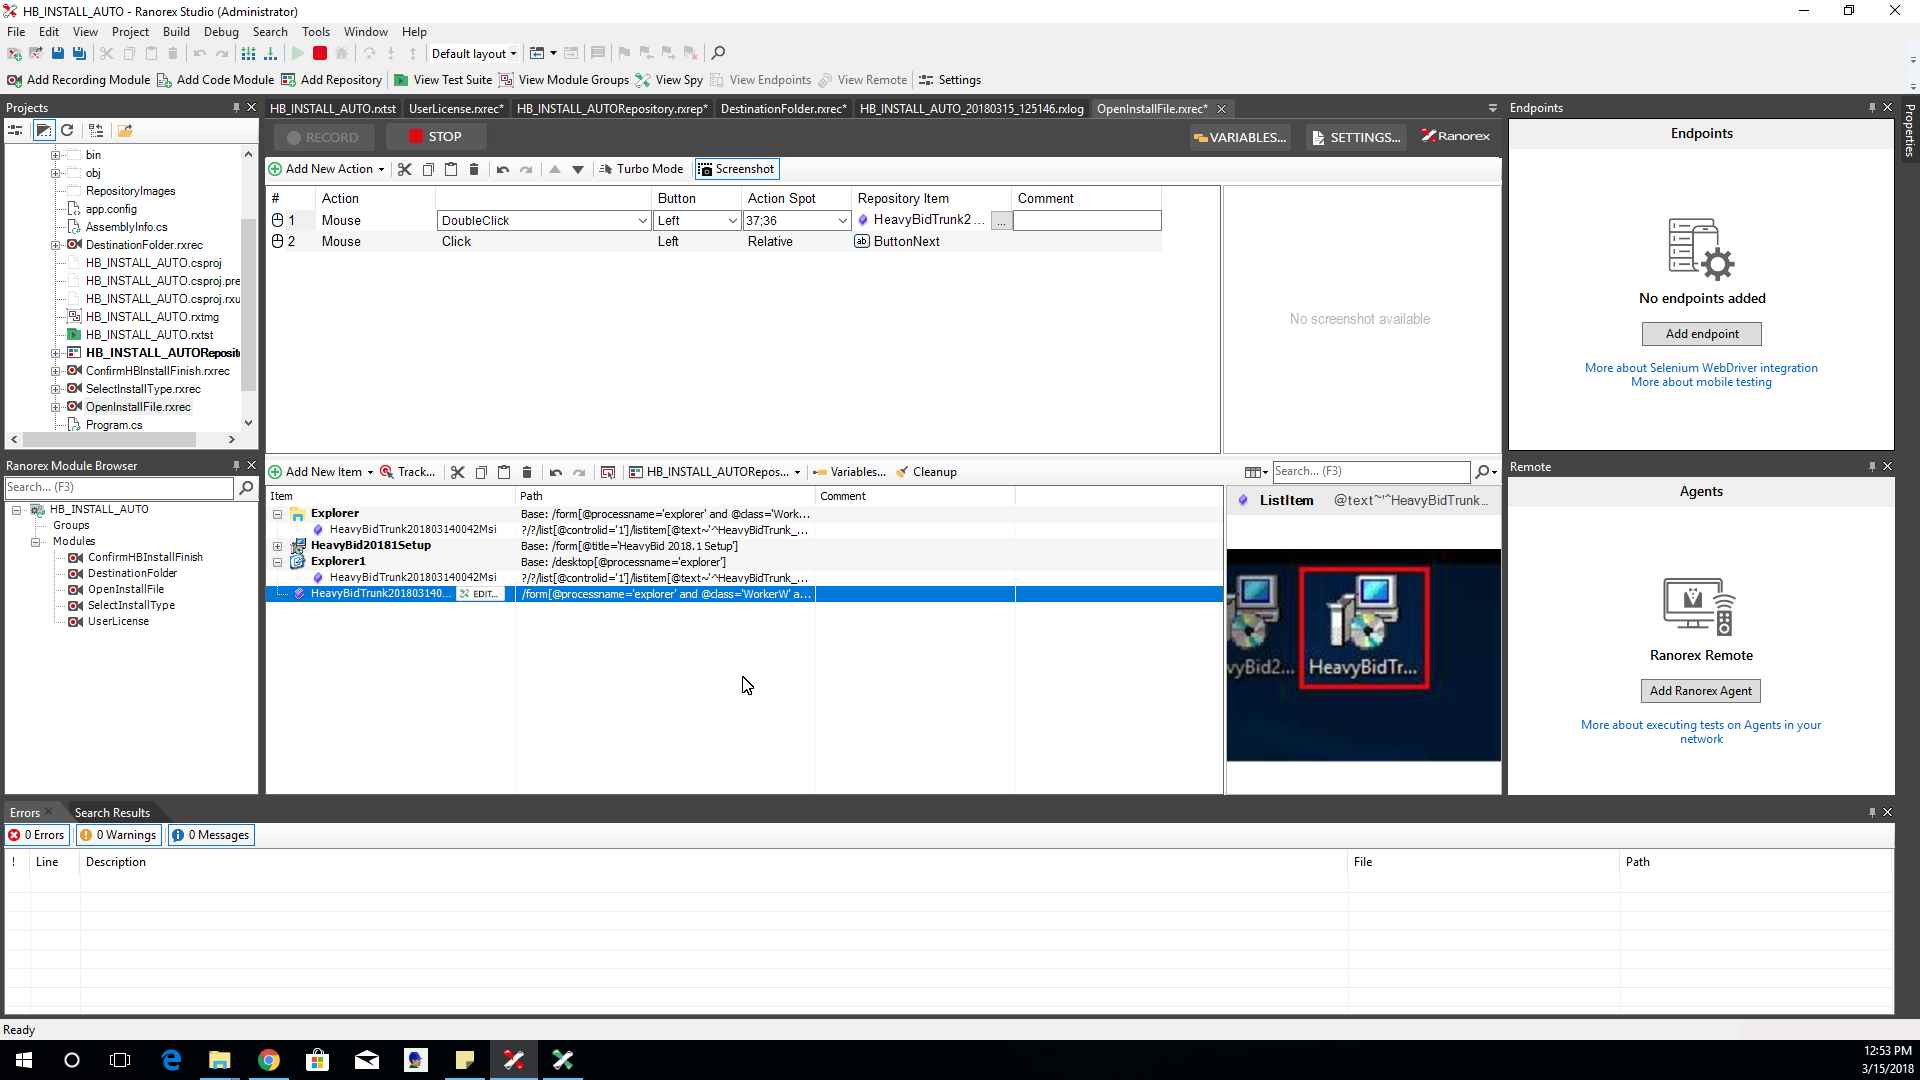 HB_INSTALL_AUTO - Ranorex Studio (Administrator)
File Edit View Project Build Debug Search Tools Window Help
Default layout
Add Recording Module Add Code Module Add Repository View Test Suite View Module Groups View Spy View Endpoints View Remote Settings
Projects
bin
obj
RepositoryImages
app.config
AssemblyInfo.cs
DestinationFolder.rxrec
HB_INSTALL_AUTO.csproj
HB_INSTALL_AUTO.csproj.pre
HB_INSTALL_AUTO.csproj.rxu
HB_INSTALL_AUTO.rxtmg
HB_INSTALL_AUTO.rxtst
HB_INSTALL_AUTOReposit
ConfirmHBInstallFinish.rxrec
SelectInstallType.rxrec
OpenInstallFile.rxrec
Program.cs
Ranorex Module Browser
Search... (F3)
HB_INSTALL_AUTO
Groups
Modules
ConfirmHBInstallFinish
DestinationFolder
OpenInstallFile
SelectInstallType
UserLicense
HB_INSTALL_AUTO.rxtst UserLicense.rxrec* HB_INSTALL_AUTORepository.rxrep* DestinationFolder.rxrec* HB_INSTALL_AUTO_20180315_125146.rxlog OpenInstallFile.rxrec*
RECORD STOP VARIABLES... SETTINGS... Ranorex
Add New Action Turbo Mode Screenshot
# Action Button Action Spot Repository Item Comment
1 Mouse DoubleClick Left 37;36 HeavyBidTrunk2... ...
2 Mouse Click Left Relative ab ButtonNext
No screenshot available
Add New Item Track... HB_INSTALL_AUTORepos... Variables... Cleanup Search... (F3)
Item Path Comment
Explorer Base: /form[@processname='explorer' and @class='Work...
HeavyBidTrunk201803140042Msi ?/?/list[@controlid='1']/listitem[@text~'^HeavyBidTrunk_...
HeavyBid20181Setup Base: /form[@title='HeavyBid 2018.1 Setup']
Explorer1 Base: /desktop[@processname='explorer']
HeavyBidTrunk201803140042Msi ?/?/list[@controlid='1']/listitem[@text~'^HeavyBidTrunk_...
HeavyBidTrunk201803140... EDIT... /form[@processname='explorer' and @class='WorkerW' a...
ListItem @text~'^HeavyBidTrunk...
vyBid2... HeavyBidTr...
Endpoints
Endpoints
No endpoints added
Add endpoint
More about Selenium WebDriver integration
More about mobile testing
Properties
Remote
Agents
Ranorex Remote
Add Ranorex Agent
More about executing tests on Agents in your
network
Errors Search Results
0 Errors 0 Warnings 0 Messages
! Line Description File Path
Ready
12:53 PM
3/15/2018